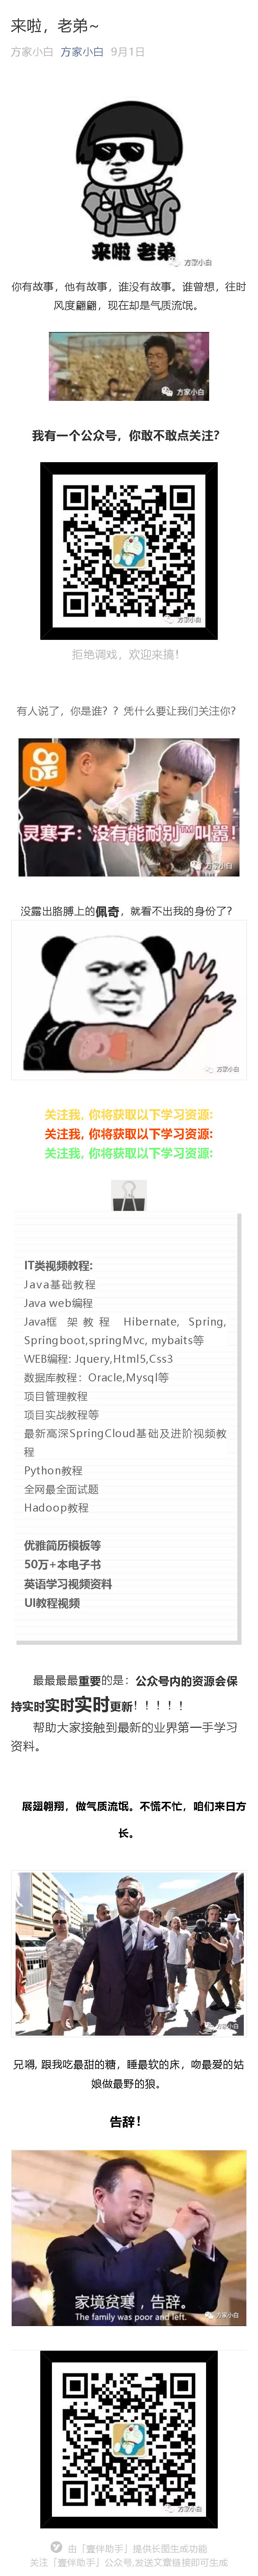 来啦，老弟~
方家小白 方家小白 9月1日
来啦 老弟
方家小白
你有故事，他有故事，谁没有故事。谁曾想，往时
风度翩翩，现在却是气质流氓。
方家小白
我有一个公众号，你敢不敢点关注？
方家小白
拒绝调戏，欢迎来搞！
有人说了，你是谁？？凭什么要让我们关注你？
灵寒子：没有能耐别™叫嚣！
方家小白
没露出胳膊上的佩奇，就看不出我的身份了？
方家小白
关注我, 你将获取以下学习资源:
关注我, 你将获取以下学习资源:
关注我, 你将获取以下学习资源:
IT类视频教程:
Java基础教程
Java web编程
Java框 架教程 Hibernate, Spring,
Springboot,springMvc, mybaits等
WEB编程: Jquery,Html5,Css3
数据库教程：Oracle,Mysql等
项目管理教程
项目实战教程等
最新高深SpringCloud基础及进阶视频教
程
Python教程
全网最全面试题
Hadoop教程
优雅简历模板等
50万+本电子书
英语学习视频资料
UI教程视频
最最最最重要的是：公众号内的资源会保
持实时实时实时更新！！！！！
帮助大家接触到最新的业界第一手学习
资料。
展翅翱翔，做气质流氓。不慌不忙，咱们来日方
长。
方家小白
兄嘚, 跟我吃最甜的糖，睡最软的床，吻最爱的姑
娘做最野的狼。
告辞！
家境贫寒，告辞。
The family was poor and left.
方家小白
方家小白
由「壹伴助手」提供长图生成功能
关注「壹伴助手」公众号,发送文章链接即可生成